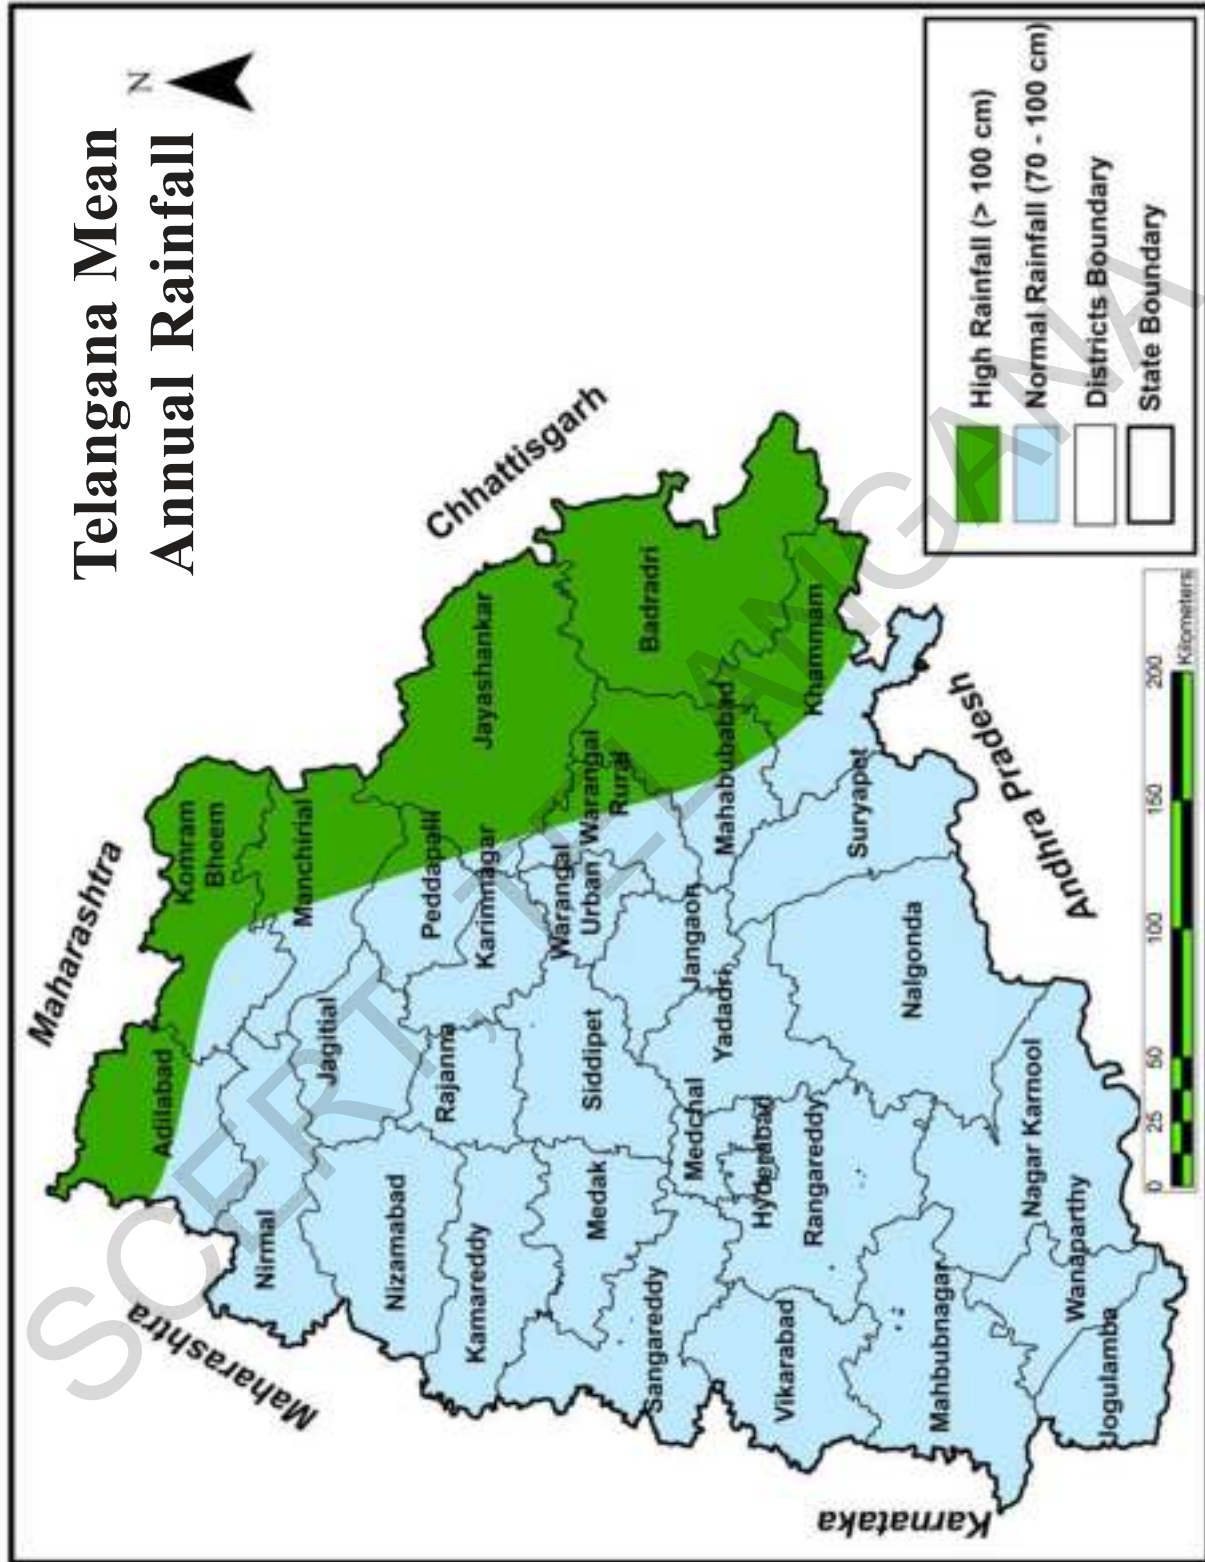 Telangana Mean
Annual Rainfall
N
Maharashtra
Maharashtra
Chhattisgarh
Karnataka
Andhra Pradesh
Adilabad
Komram
Bheem
Nirmal
Manchirial
Jagitial
Nizamabad
Peddapalli
Jayashankar
Kamareddy
Rajanna
Karimnagar
Warangal
Urban
Warangal
Rural
Medak
Siddipet
Badradri
Sangareddy
Medchal
Jangaon
Yadadri
Mahabubabad
Hyderabad
Vikarabad
Rangareddy
Khammam
Suryapet
Nalgonda
Mahbubnagar
Nagar Karnool
Wanaparthy
Jogulamba
High Rainfall (> 100 cm)
Normal Rainfall (70 - 100 cm)
Districts Boundary
State Boundary
0 25 50 100 150 200
Kilometers
SCERT, TELANGANA